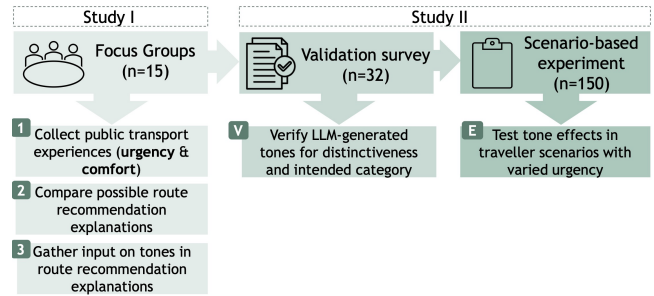 Study I
Study II
Focus Groups
(n=15)
Validation survey
(n=32)
Scenario-based
experiment
(n=150)
1
Collect public transport
experiences (urgency &
comfort)
2
Compare possible route
recommendation
explanations
3
Gather input on tones in
route recommendation
explanations
V
Verify LLM-generated
tones for distinctiveness
and intended category
E
Test tone effects in
traveller scenarios with
varied urgency